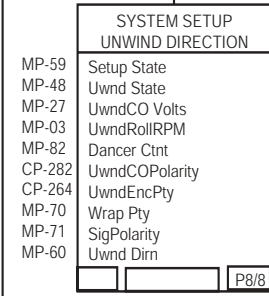 SYSTEM SETUP
UNWIND DIRECTION
MP-59 Setup State
MP-48 Uwnd State
MP-27 UwndCO Volts
MP-03 UwndRollRPM
MP-82 Dancer Ctnt
CP-282 UwndCOPolarity
CP-264 UwndEncPty
MP-70 Wrap Pty
MP-71 SigPolarity
MP-60 Uwnd Dirn
P8/8